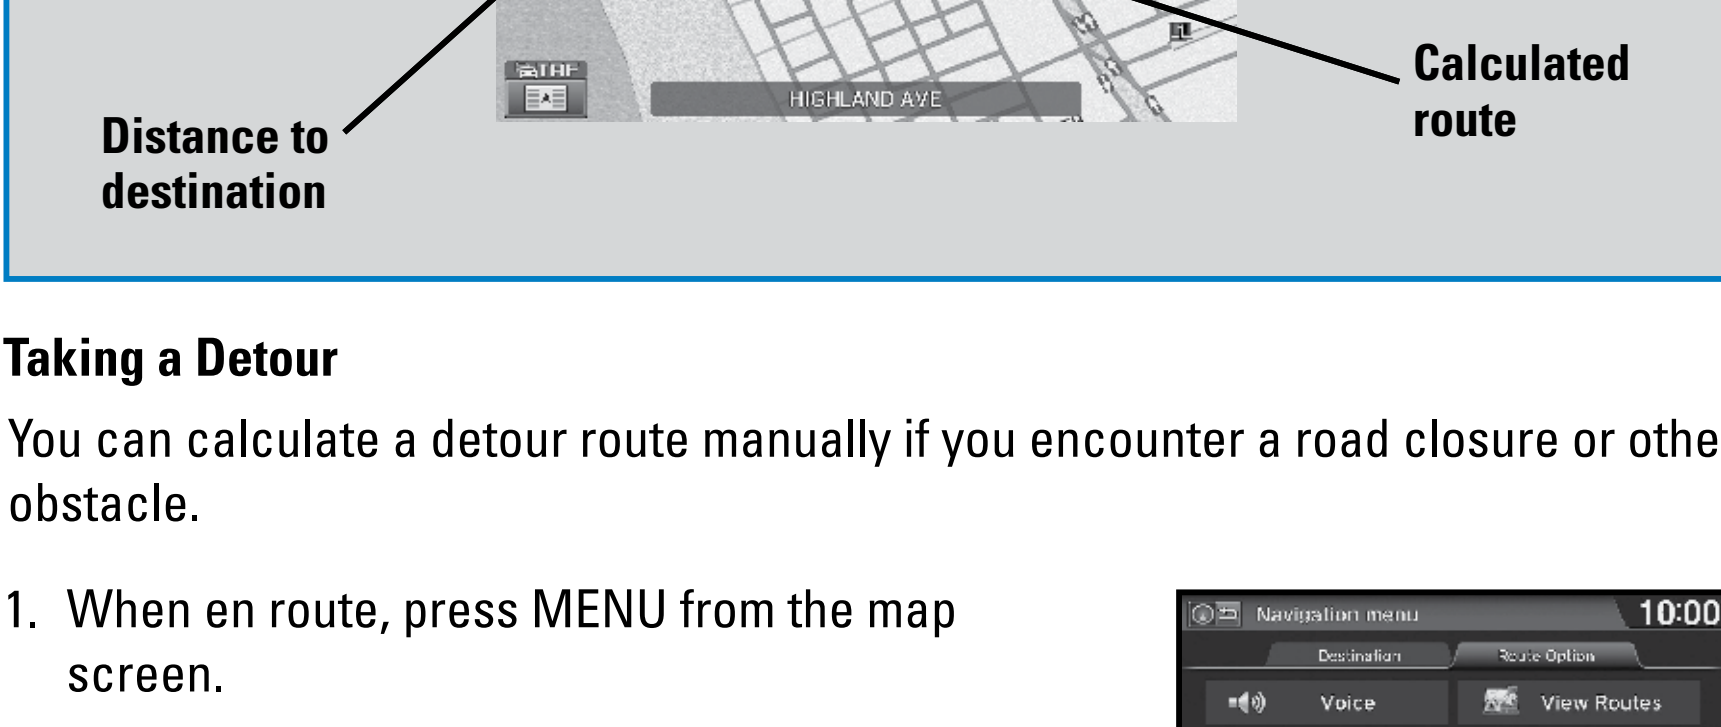 HIGHLAND AVE
Calculated
route
Distance to
destination
Taking a Detour
You can calculate a detour route manually if you encounter a road closure or othe
obstacle.
1. When en route, press MENU from the map
screen.
Navigation menu 10:00
Destination Route Option
Voice View Routes